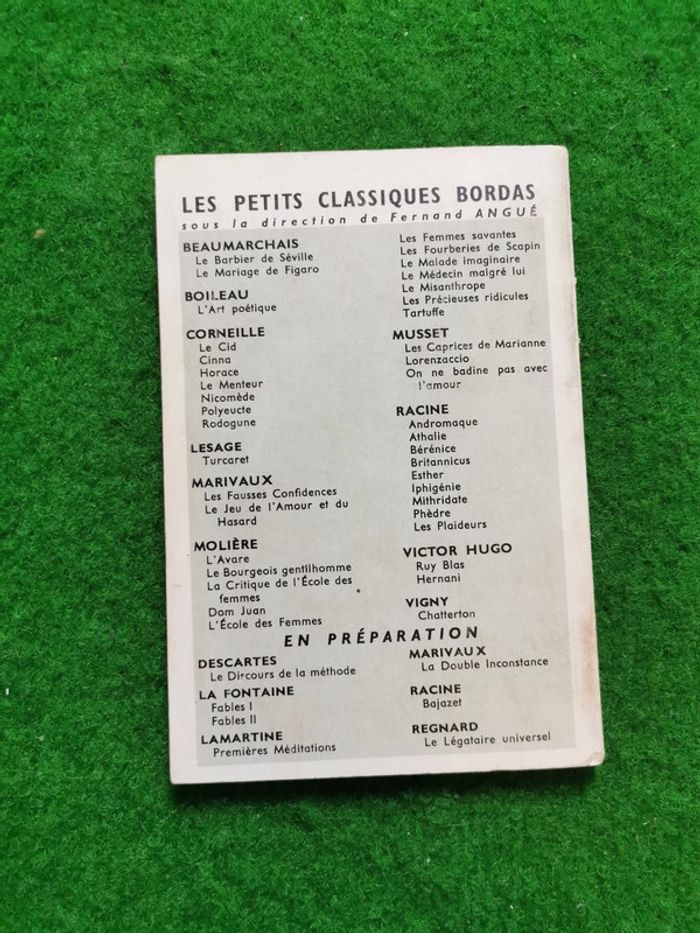 LES PETITS CLASSIQUES BORDAS
sous la direction de Fernand ANGUÉ
BEAUMARCHAIS
Le Barbier de Séville
Le Mariage de Figaro
BOILEAU
L'Art poétique
CORNEILLE
Le Cid
Cinna
Horace
Le Menteur
Nicomède
Polyeucte
Rodogune
LESAGE
Turcaret
MARIVAUX
Les Fausses Confidences
Le Jeu de l'Amour et du
Hasard
MOLIÈRE
L'Avare
Le Bourgeois gentilhomme
La Critique de l'École des
femmes
Dom Juan
L'École des Femmes
Les Femmes savantes
Les Fourberies de Scapin
Le Malade imaginaire
Le Médecin malgré lui
Le Misanthrope
Les Précieuses ridicules
Tartuffe
MUSSET
Les Caprices de Marianne
Lorenzaccio
On ne badine pas avec
l'amour
RACINE
Andromaque
Athalie
Bérénice
Britannicus
Esther
Iphigénie
Mithridate
Phèdre
Les Plaideurs
VICTOR HUGO
Ruy Blas
Hernani
VIGNY
Chatterton
EN PRÉPARATION
DESCARTES
Le Discours de la méthode
LA FONTAINE
Fables I
Fables II
LAMARTINE
Premières Méditations
MARIVAUX
La Double Inconstance
RACINE
Bajazet
REGNARD
Le Légataire universel